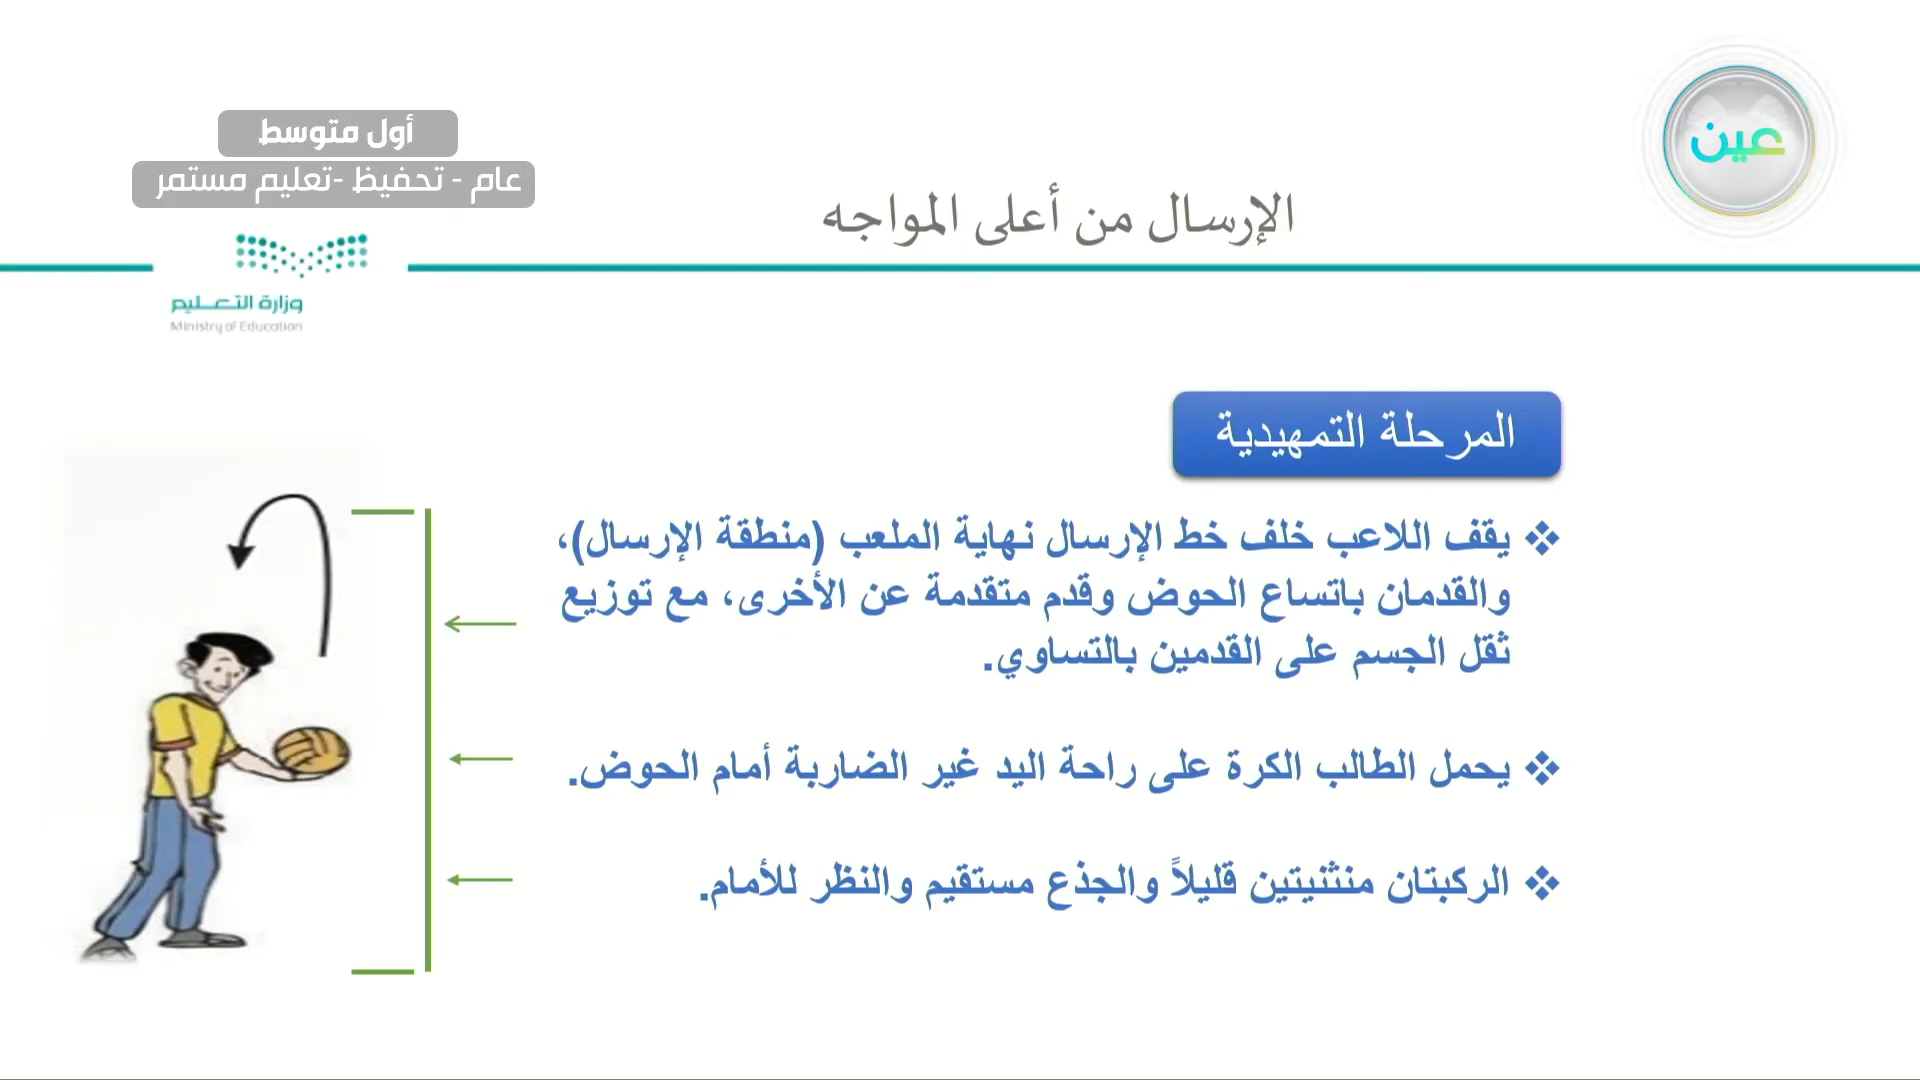 أول متوسط
عام - تحفيظ -تعليم مستمر
عين
الإرسال من أعلى المواجه
وزارة التعليم
Ministry of Education
المرحلة التمهيدية
❖ يقف اللاعب خلف خط الإرسال نهاية الملعب (منطقة الإرسال)،
والقدمان باتساع الحوض وقدم متقدمة عن الأخرى، مع توزيع
ثقل الجسم على القدمين بالتساوي.
❖ يحمل الطالب الكرة على راحة اليد غير الضاربة أمام الحوض.
❖ الركبتان منثنيتين قليلاً والجذع مستقيم والنظر للأمام.